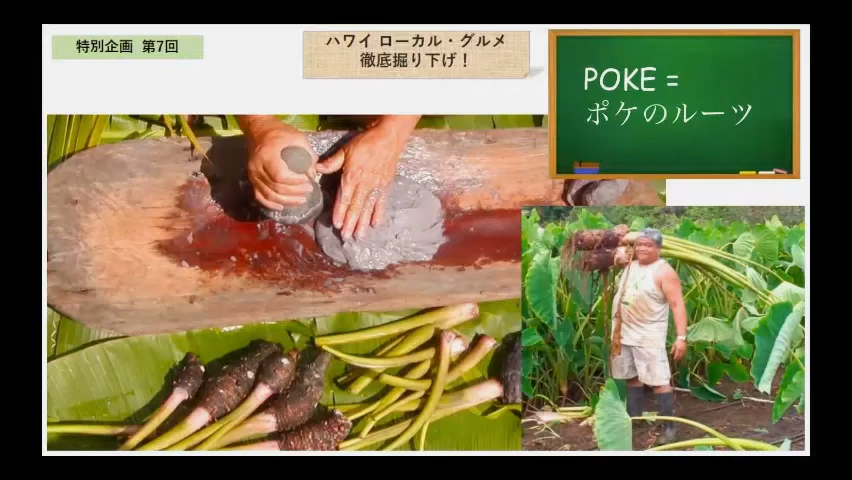 特別企画 第7回
ハワイ ローカル・グルメ
徹底掘り下げ！
POKE =
ポケのルーツ